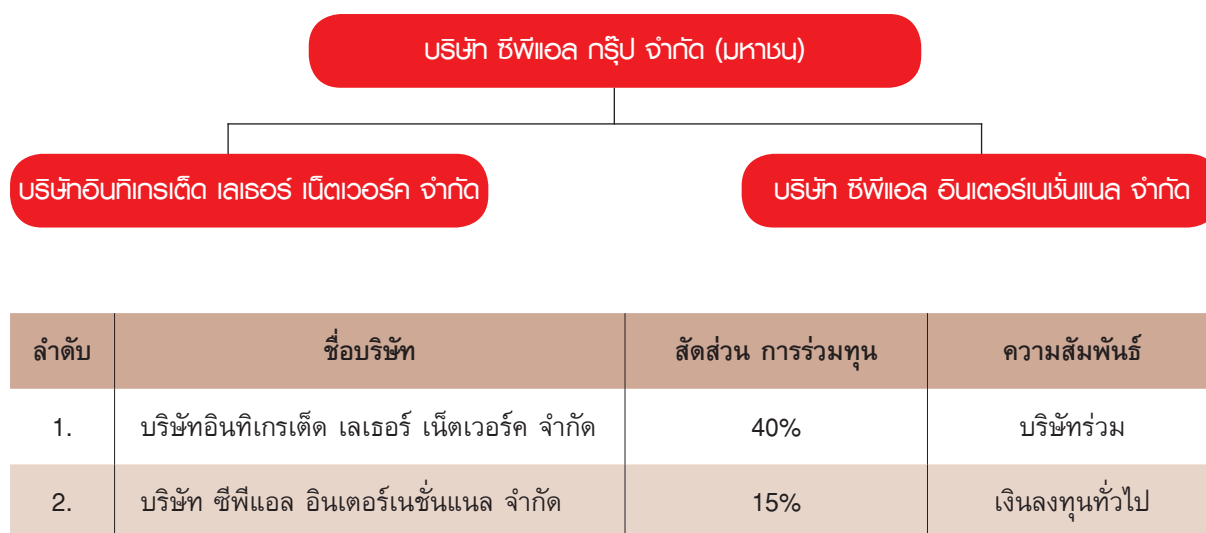 บริษัท ซีพีแอล กรุ๊ป จำกัด (มหาชน)
บริษัทอินทิเกรเต็ด เลเธอร์ เน็ตเวอร์ค จำกัด
บริษัท ซีพีแอล อินเตอร์เนชั่นแนล จำกัด
ลำดับ ชื่อบริษัท สัดส่วน การร่วมทุน ความสัมพันธ์
1. บริษัทอินทิเกรเต็ด เลเธอร์ เน็ตเวอร์ค จำกัด 40% บริษัทร่วม
2. บริษัท ซีพีแอล อินเตอร์เนชั่นแนล จำกัด 15% เงินลงทุนทั่วไป